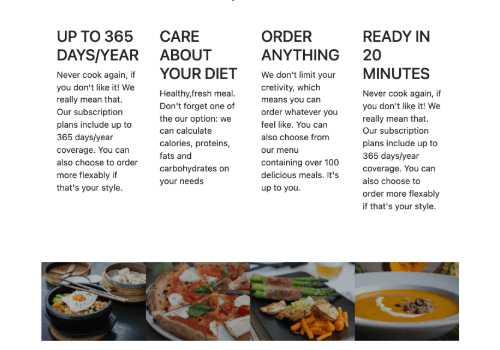 UP TO 365
DAYS/YEAR
Never cook again, if
you don't like it! We
really mean that.
Our subscription
plans include up to
365 days/year
coverage. You can
also choose to order
more flexably if
that's your style.
CARE
ABOUT
YOUR DIET
Healthy,fresh meal.
Don't forget one of
the our option: we
can calculate
calories, proteins,
fats and
carbohydrates on
your needs
ORDER
ANYTHING
We don't limit your
cretivity, which
means you can
order whatever you
feel like. You can
also choose from
our menu
containing over 100
delicious meals. It's
up to you.
READY IN
20
MINUTES
Never cook again, if
you don't like it! We
really mean that.
Our subscription
plans include up to
365 days/year
coverage. You can
also choose to
order more flexably
if that's your style.